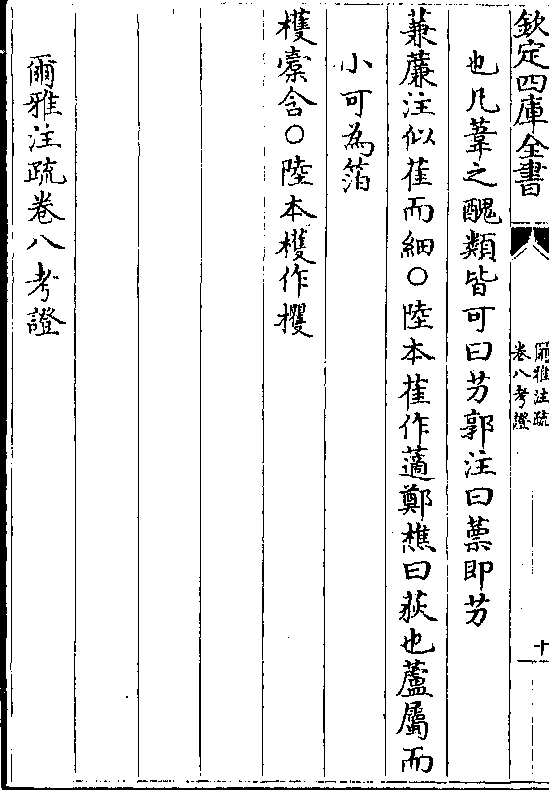 欽定四庫全書
爾雅注疏
卷八考證
十
也凡葦之醜類皆可曰芀郭注曰藨即芀
蒹薕注似萑而細○陸本萑作薖鄭樵曰荻也蘆屬而
小可為箔
檴橐含○陸本檴作欔
爾雅注疏卷八考證